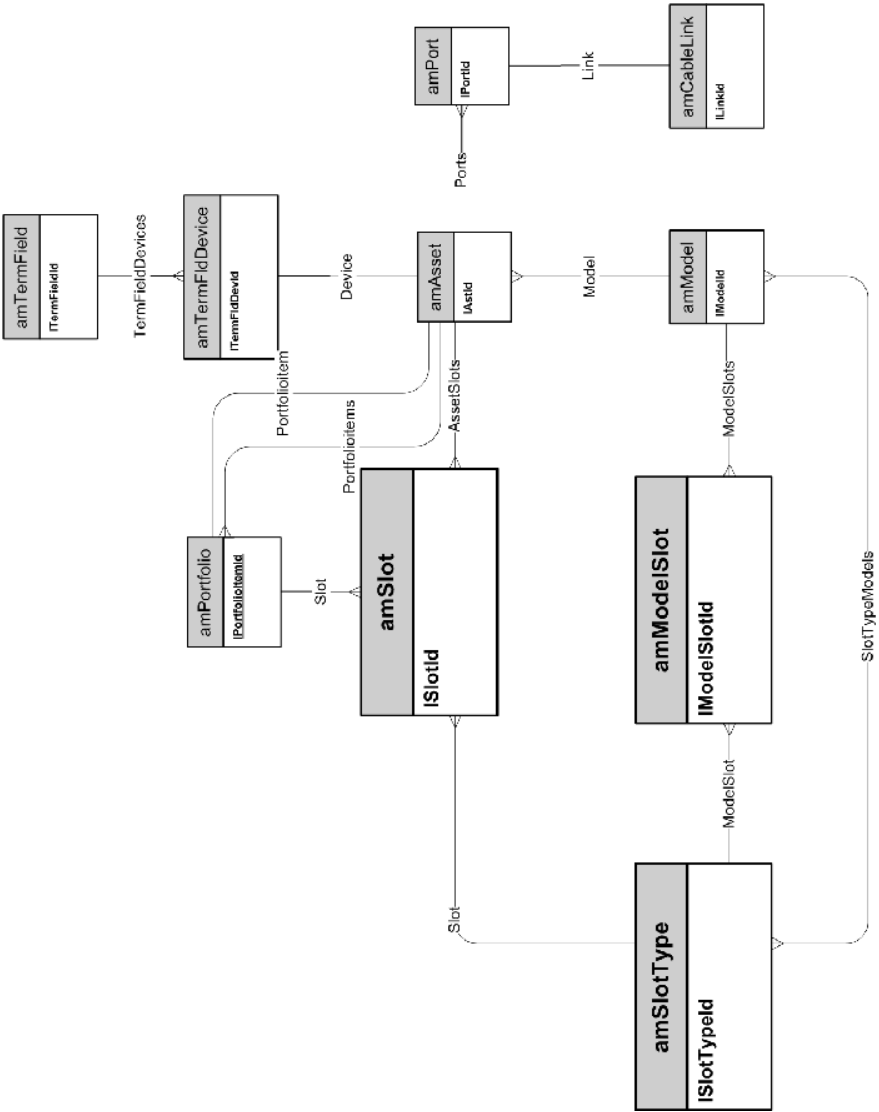 amTermField
lTermFieldId
TermFieldDevices
amTermFldDevice
lTermFldDevId
Device
amPort
lPortId
Ports
Link
amCableLink
lLinkId
amAsset
lAstId
Model
amModel
lModelId
Portfolioitem
Portfolioitems
AssetSlots
amPortfolio
lPortfolioItemId
Slot
amSlot
lSlotId
ModelSlots
amModelSlot
lModelSlotId
SlotTypeModels
ModelSlot
Slot
amSlotType
lSlotTypeId